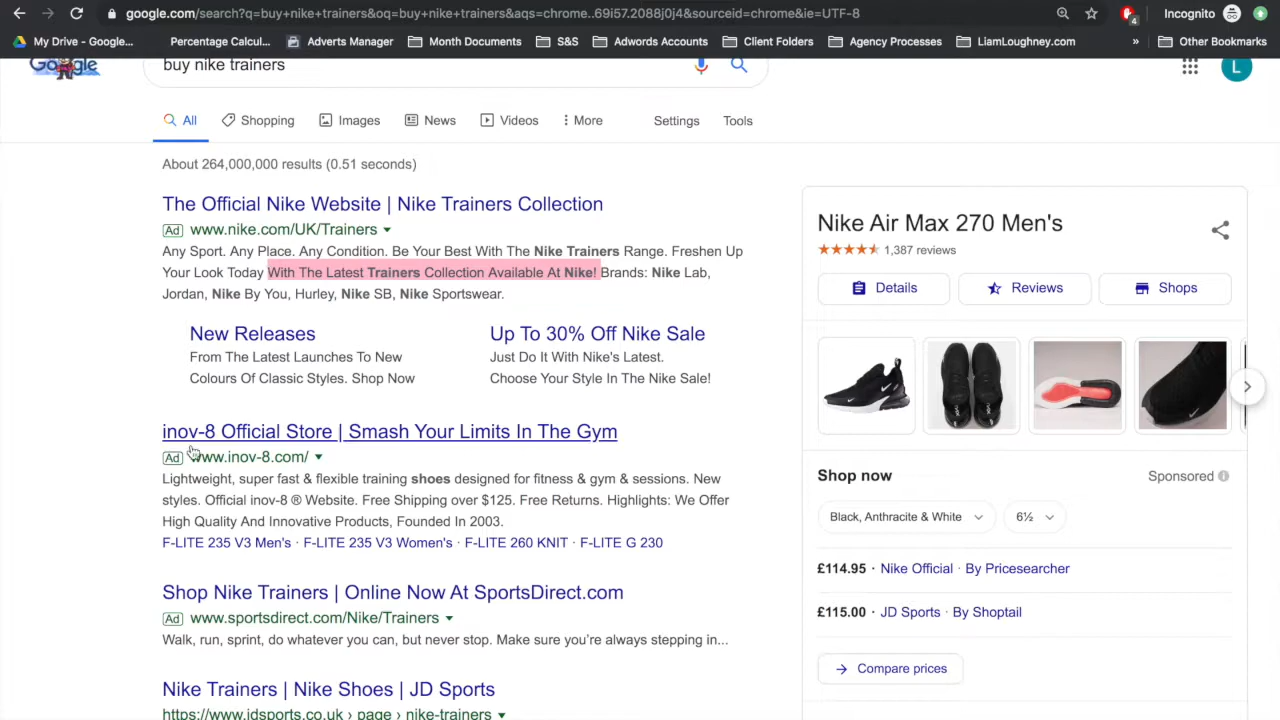 google.com/search?q=buy+nike+trainers&oq=buy+nike+trainers&aqs=chrome..69i57.2088j0j4&sourceid=chrome&ie=UTF-8
4
Incognito
My Drive - Google...
Percentage Calcul...
Adverts Manager
Month Documents
S&S
Adwords Accounts
Client Folders
Agency Processes
LiamLoughney.com
»
Other Bookmarks
Google
buy nike trainers
L
All
Shopping
Images
News
Videos
More
Settings
Tools
About 264,000,000 results (0.51 seconds)
The Official Nike Website | Nike Trainers Collection
Ad www.nike.com/UK/Trainers
Any Sport. Any Place. Any Condition. Be Your Best With The Nike Trainers Range. Freshen Up
Your Look Today With The Latest Trainers Collection Available At Nike! Brands: Nike Lab,
Jordan, Nike By You, Hurley, Nike SB, Nike Sportswear.
New Releases
From The Latest Launches To New
Colours Of Classic Styles. Shop Now
Up To 30% Off Nike Sale
Just Do It With Nike's Latest.
Choose Your Style In The Nike Sale!
inov-8 Official Store | Smash Your Limits In The Gym
Ad www.inov-8.com/
Lightweight, super fast & flexible training shoes designed for fitness & gym & sessions. New
styles. Official inov-8 ® Website. Free Shipping over $125. Free Returns. Highlights: We Offer
High Quality And Innovative Products, Founded In 2003.
F-LITE 235 V3 Men's · F-LITE 235 V3 Women's · F-LITE 260 KNIT · F-LITE G 230
Shop Nike Trainers | Online Now At SportsDirect.com
Ad www.sportsdirect.com/Nike/Trainers
Walk, run, sprint, do whatever you can, but never stop. Make sure you're always stepping in...
Nike Trainers | Nike Shoes | JD Sports
https://www.jdsports.co.uk › page › nike-trainers
Nike Air Max 270 Men's
1,387 reviews
Details
Reviews
Shops
Shop now
Sponsored
Black, Anthracite & White
6½
£114.95 · Nike Official · By Pricesearcher
£115.00 · JD Sports · By Shoptail
Compare prices